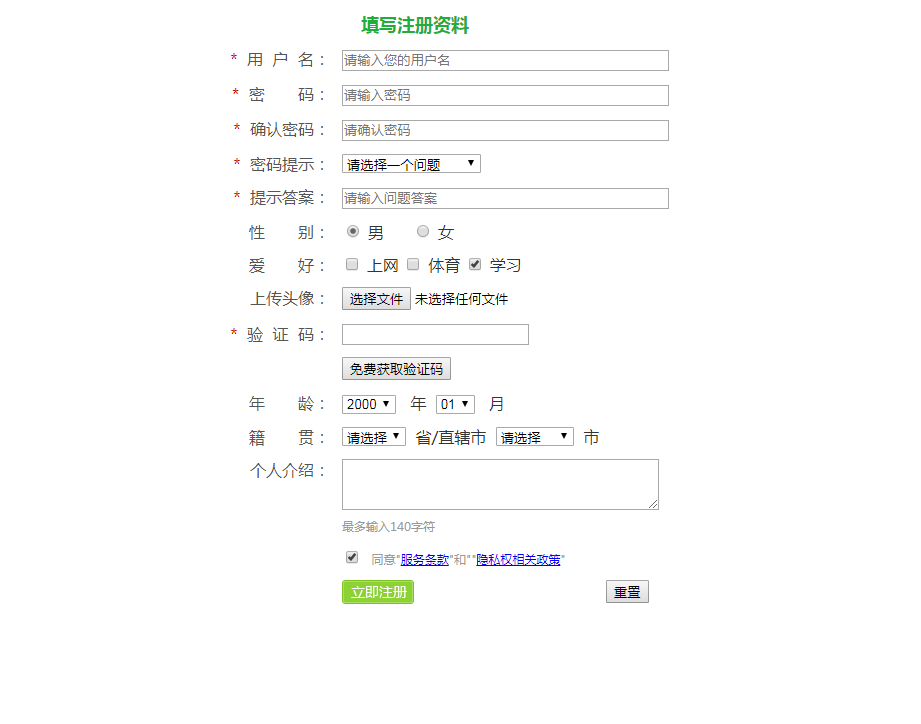 填写注册资料
* 用 户 名： 请输入您的用户名
* 密 码： 请输入密码
* 确认密码： 请确认密码
* 密码提示： 请选择一个问题
* 提示答案： 请输入问题答案
性 别： 男 女
爱 好： 上网 体育 学习
上传头像： 选择文件 未选择任何文件
* 验 证 码：
免费获取验证码
年 龄： 2000 年 01 月
籍 贯： 请选择 省/直辖市 请选择 市
个人介绍：
最多输入140字符
同意"服务条款"和""隐私权相关政策"
立即注册 重置